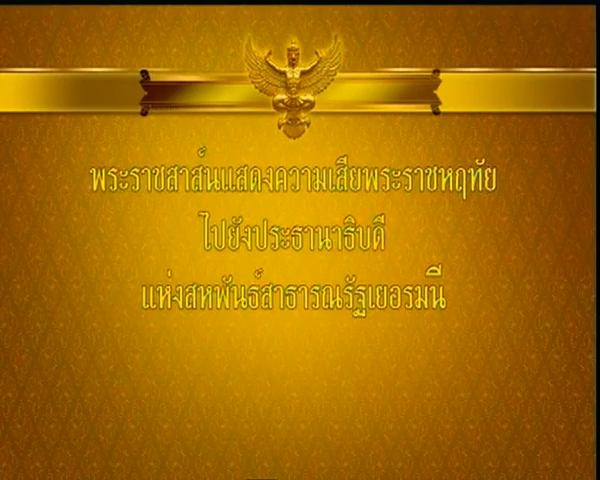 พระราชสาส์นแสดงความเสียพระราชหฤทัย
ไปยังประธานาธิบดี
แห่งสหพันธ์สาธารณรัฐเยอรมนี